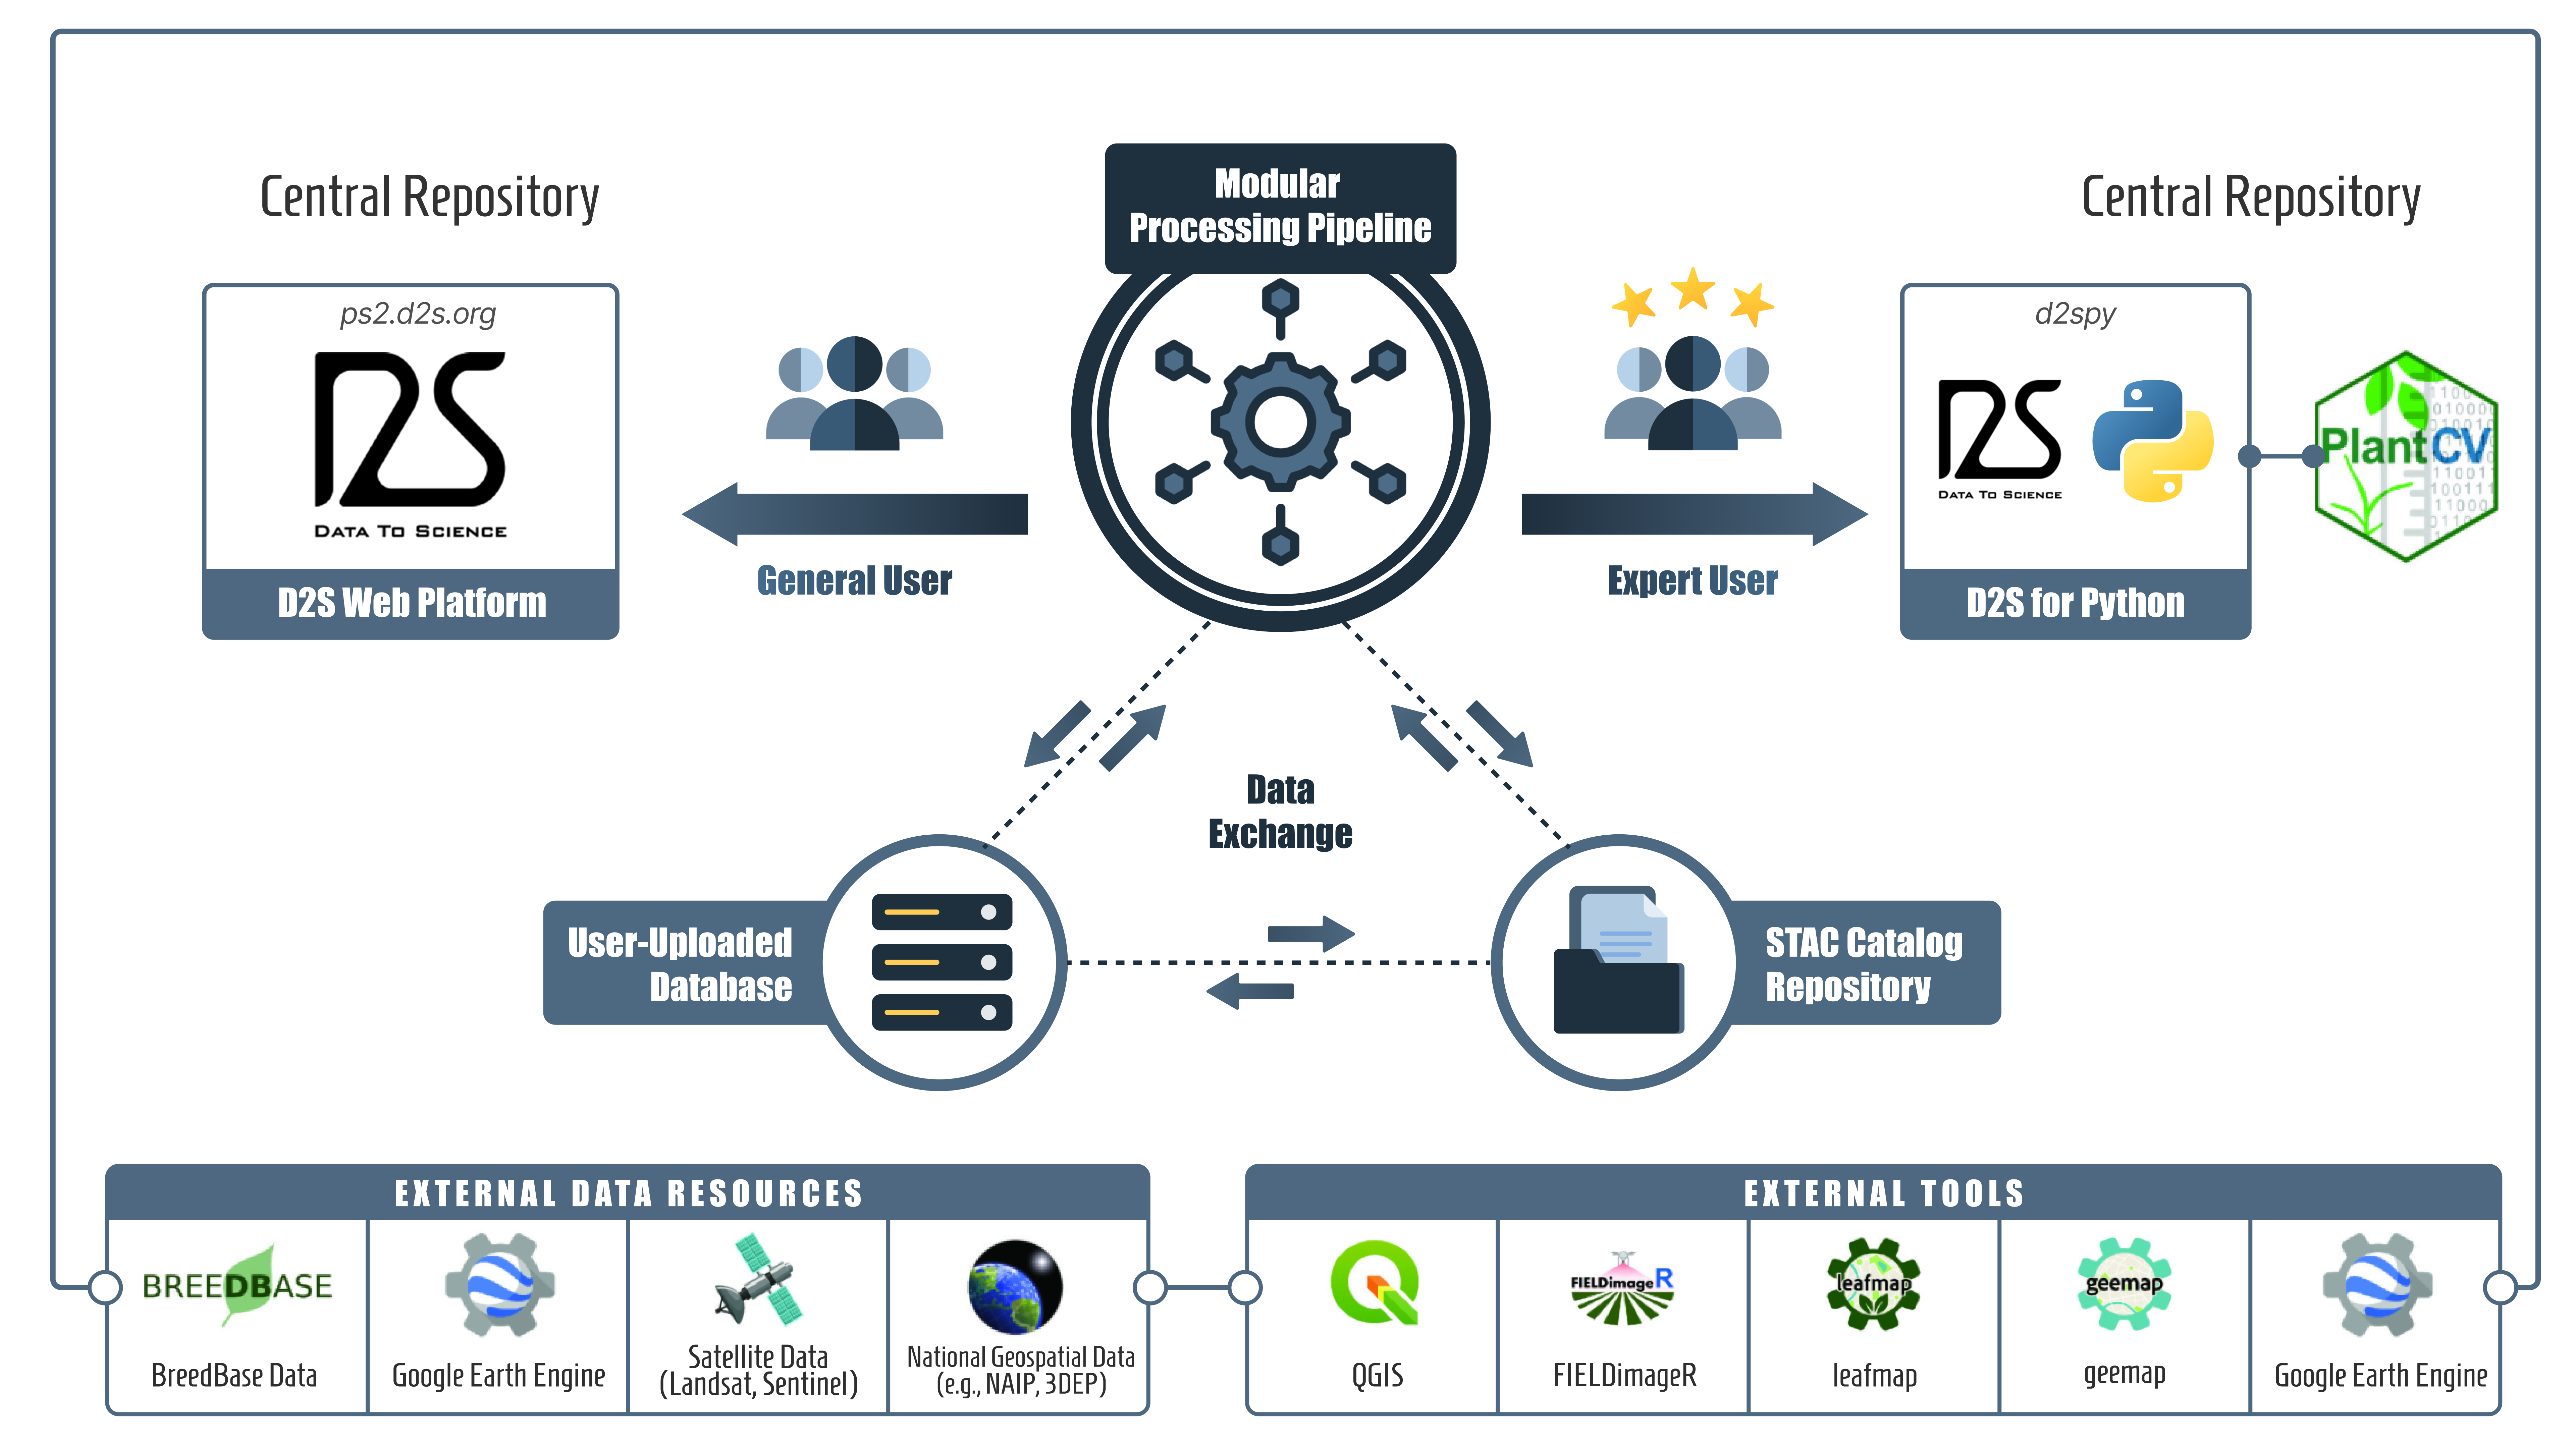 Modular
Processing Pipeline
Central Repository
Central Repository
ps2.d2s.org
DATA TO SCIENCE
D2S Web Platform
General User
Expert User
d2spy
DATA TO SCIENCE
D2S for Python
PlantCV
Data
Exchange
User-Uploaded
Database
STAC Catalog
Repository
EXTERNAL DATA RESOURCES
BREEDBASE
BreedBase Data
Google Earth Engine
Satellite Data
(Landsat, Sentinel)
National Geospatial Data
(e.g., NAIP, 3DEP)
EXTERNAL TOOLS
QGIS
FIELDimageR
FIELDimageR
leafmap
leafmap
geemap
geemap
Google Earth Engine